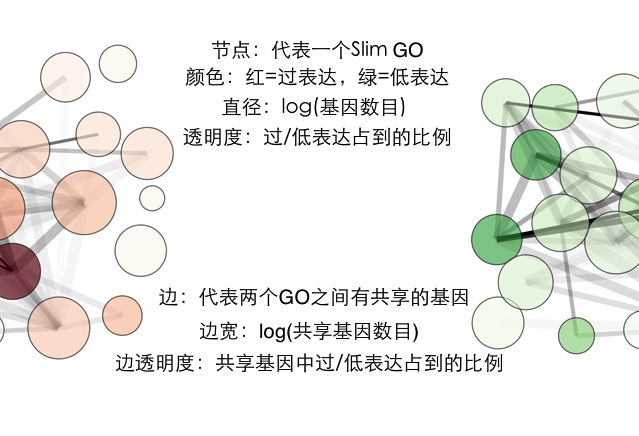 节点：代表一个Slim GO
颜色：红=过表达，绿=低表达
直径：log(基因数目)
透明度：过/低表达占到的比例
边：代表两个GO之间有共享的基因
边宽：log(共享基因数目)
边透明度：共享基因中过/低表达占到的比例